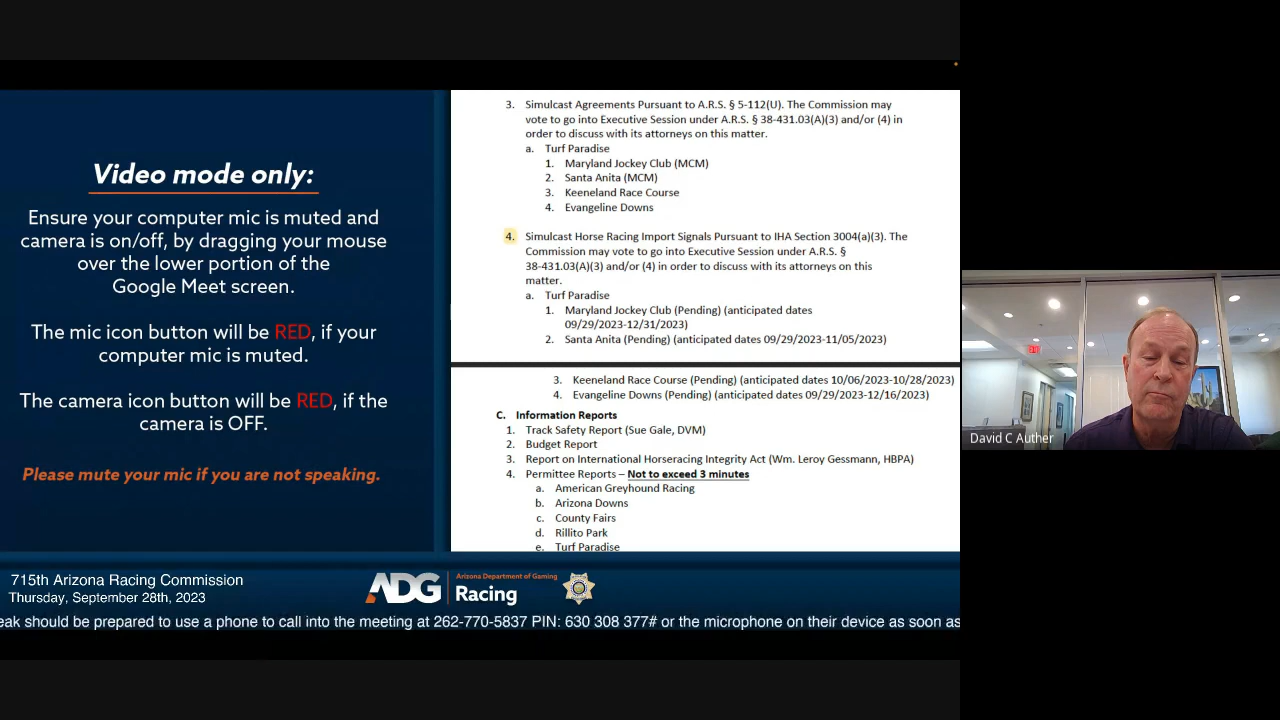 Video mode only:
Ensure your computer mic is muted and
camera is on/off, by dragging your mouse
over the lower portion of the
Google Meet screen.
The mic icon button will be RED, if your
computer mic is muted.
The camera icon button will be RED, if the
camera is OFF.
Please mute your mic if you are not speaking.
3. Simulcast Agreements Pursuant to A.R.S. § 5-112(U). The Commission may
vote to go into Executive Session under A.R.S. § 38-431.03(A)(3) and/or (4) in
order to discuss with its attorneys on this matter.
a. Turf Paradise
1. Maryland Jockey Club (MCM)
2. Santa Anita (MCM)
3. Keeneland Race Course
4. Evangeline Downs
4. Simulcast Horse Racing Import Signals Pursuant to IHA Section 3004(a)(3). The
Commission may vote to go into Executive Session under A.R.S. §
38-431.03(A)(3) and/or (4) in order to discuss with its attorneys on this
matter.
a. Turf Paradise
1. Maryland Jockey Club (Pending) (anticipated dates
09/29/2023-12/31/2023)
2. Santa Anita (Pending) (anticipated dates 09/29/2023-11/05/2023)
3. Keeneland Race Course (Pending) (anticipated dates 10/06/2023-10/28/2023)
4. Evangeline Downs (Pending) (anticipated dates 09/29/2023-12/16/2023)
C. Information Reports
1. Track Safety Report (Sue Gale, DVM)
2. Budget Report
3. Report on International Horseracing Integrity Act (Wm. Leroy Gessmann, HBPA)
4. Permittee Reports – Not to exceed 3 minutes
a. American Greyhound Racing
b. Arizona Downs
c. County Fairs
d. Rillito Park
e. Turf Paradise
David C Auther
715th Arizona Racing Commission
Thursday, September 28th, 2023
ADG
Arizona Department of Gaming
Racing
eak should be prepared to use a phone to call into the meeting at 262-770-5837 PIN: 630 308 377# or the microphone on their device as soon as